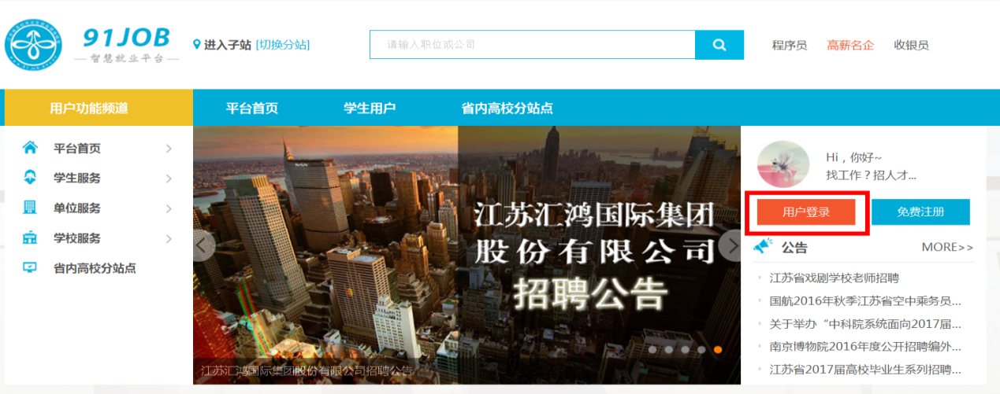 91JOB
智慧就业平台
进入子站 [切换分站]
请输入职位或公司
程序员 高薪名企 收银员
用户功能频道
平台首页 学生用户 省内高校分站点
平台首页
学生服务
单位服务
学校服务
省内高校分站点
江苏汇鸿国际集团
股份有限公司
招聘公告
江苏汇鸿国际集团股份有限公司招聘公告
Hi，你好~
找工作？招人才...
用户登录 免费注册
公告 MORE>>
江苏省戏剧学校老师招聘
国航2016年秋季江苏省空中乘务员...
关于举办“中科院系统面向2017届...
南京博物院2016年度公开招聘编外...
江苏省2017届高校毕业生系列招聘...